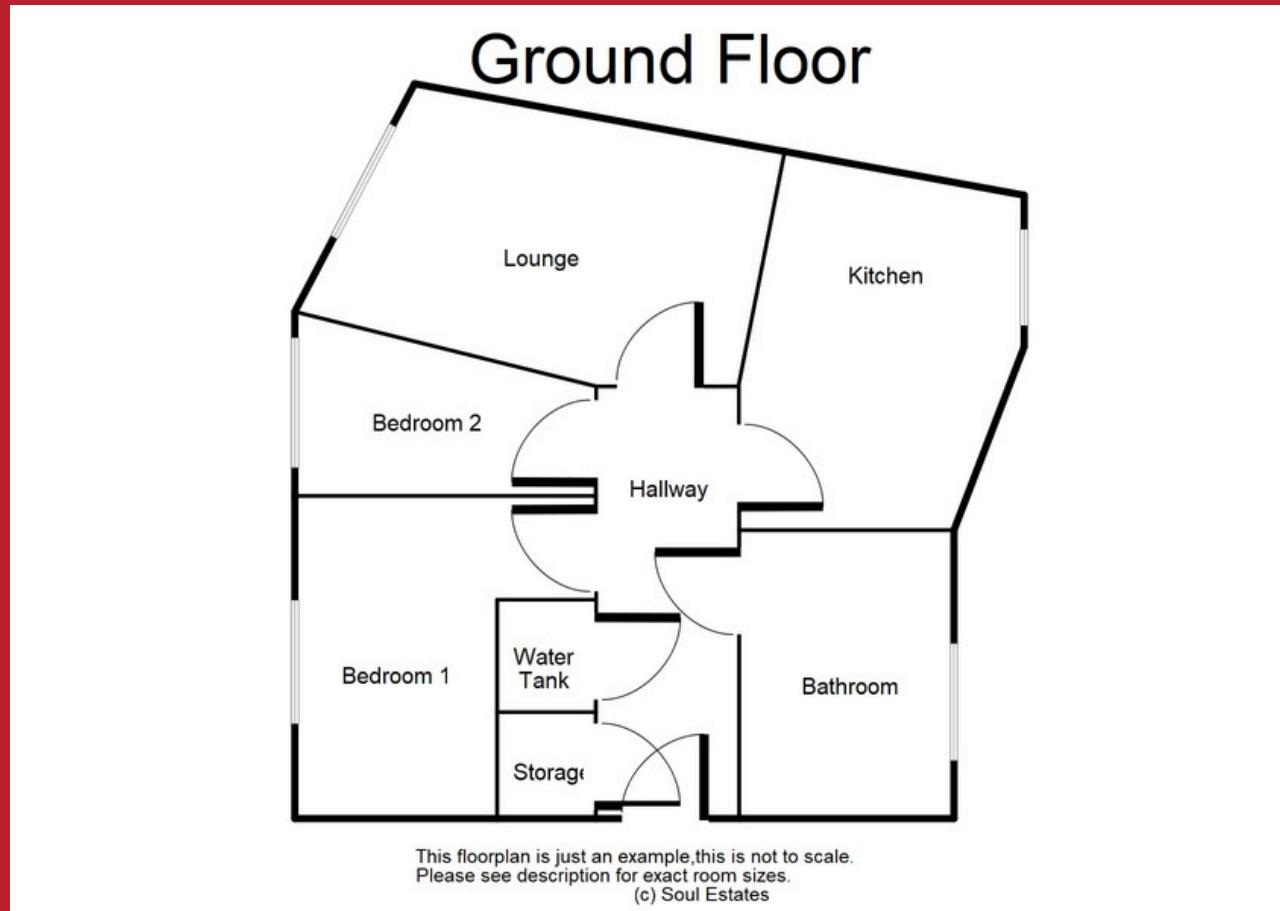 Ground Floor
Lounge
Kitchen
Bedroom 2
Hallway
Water
Tank
Bedroom 1
Bathroom
Storage
This floorplan is just an example,this is not to scale.
Please see description for exact room sizes.
(c) Soul Estates